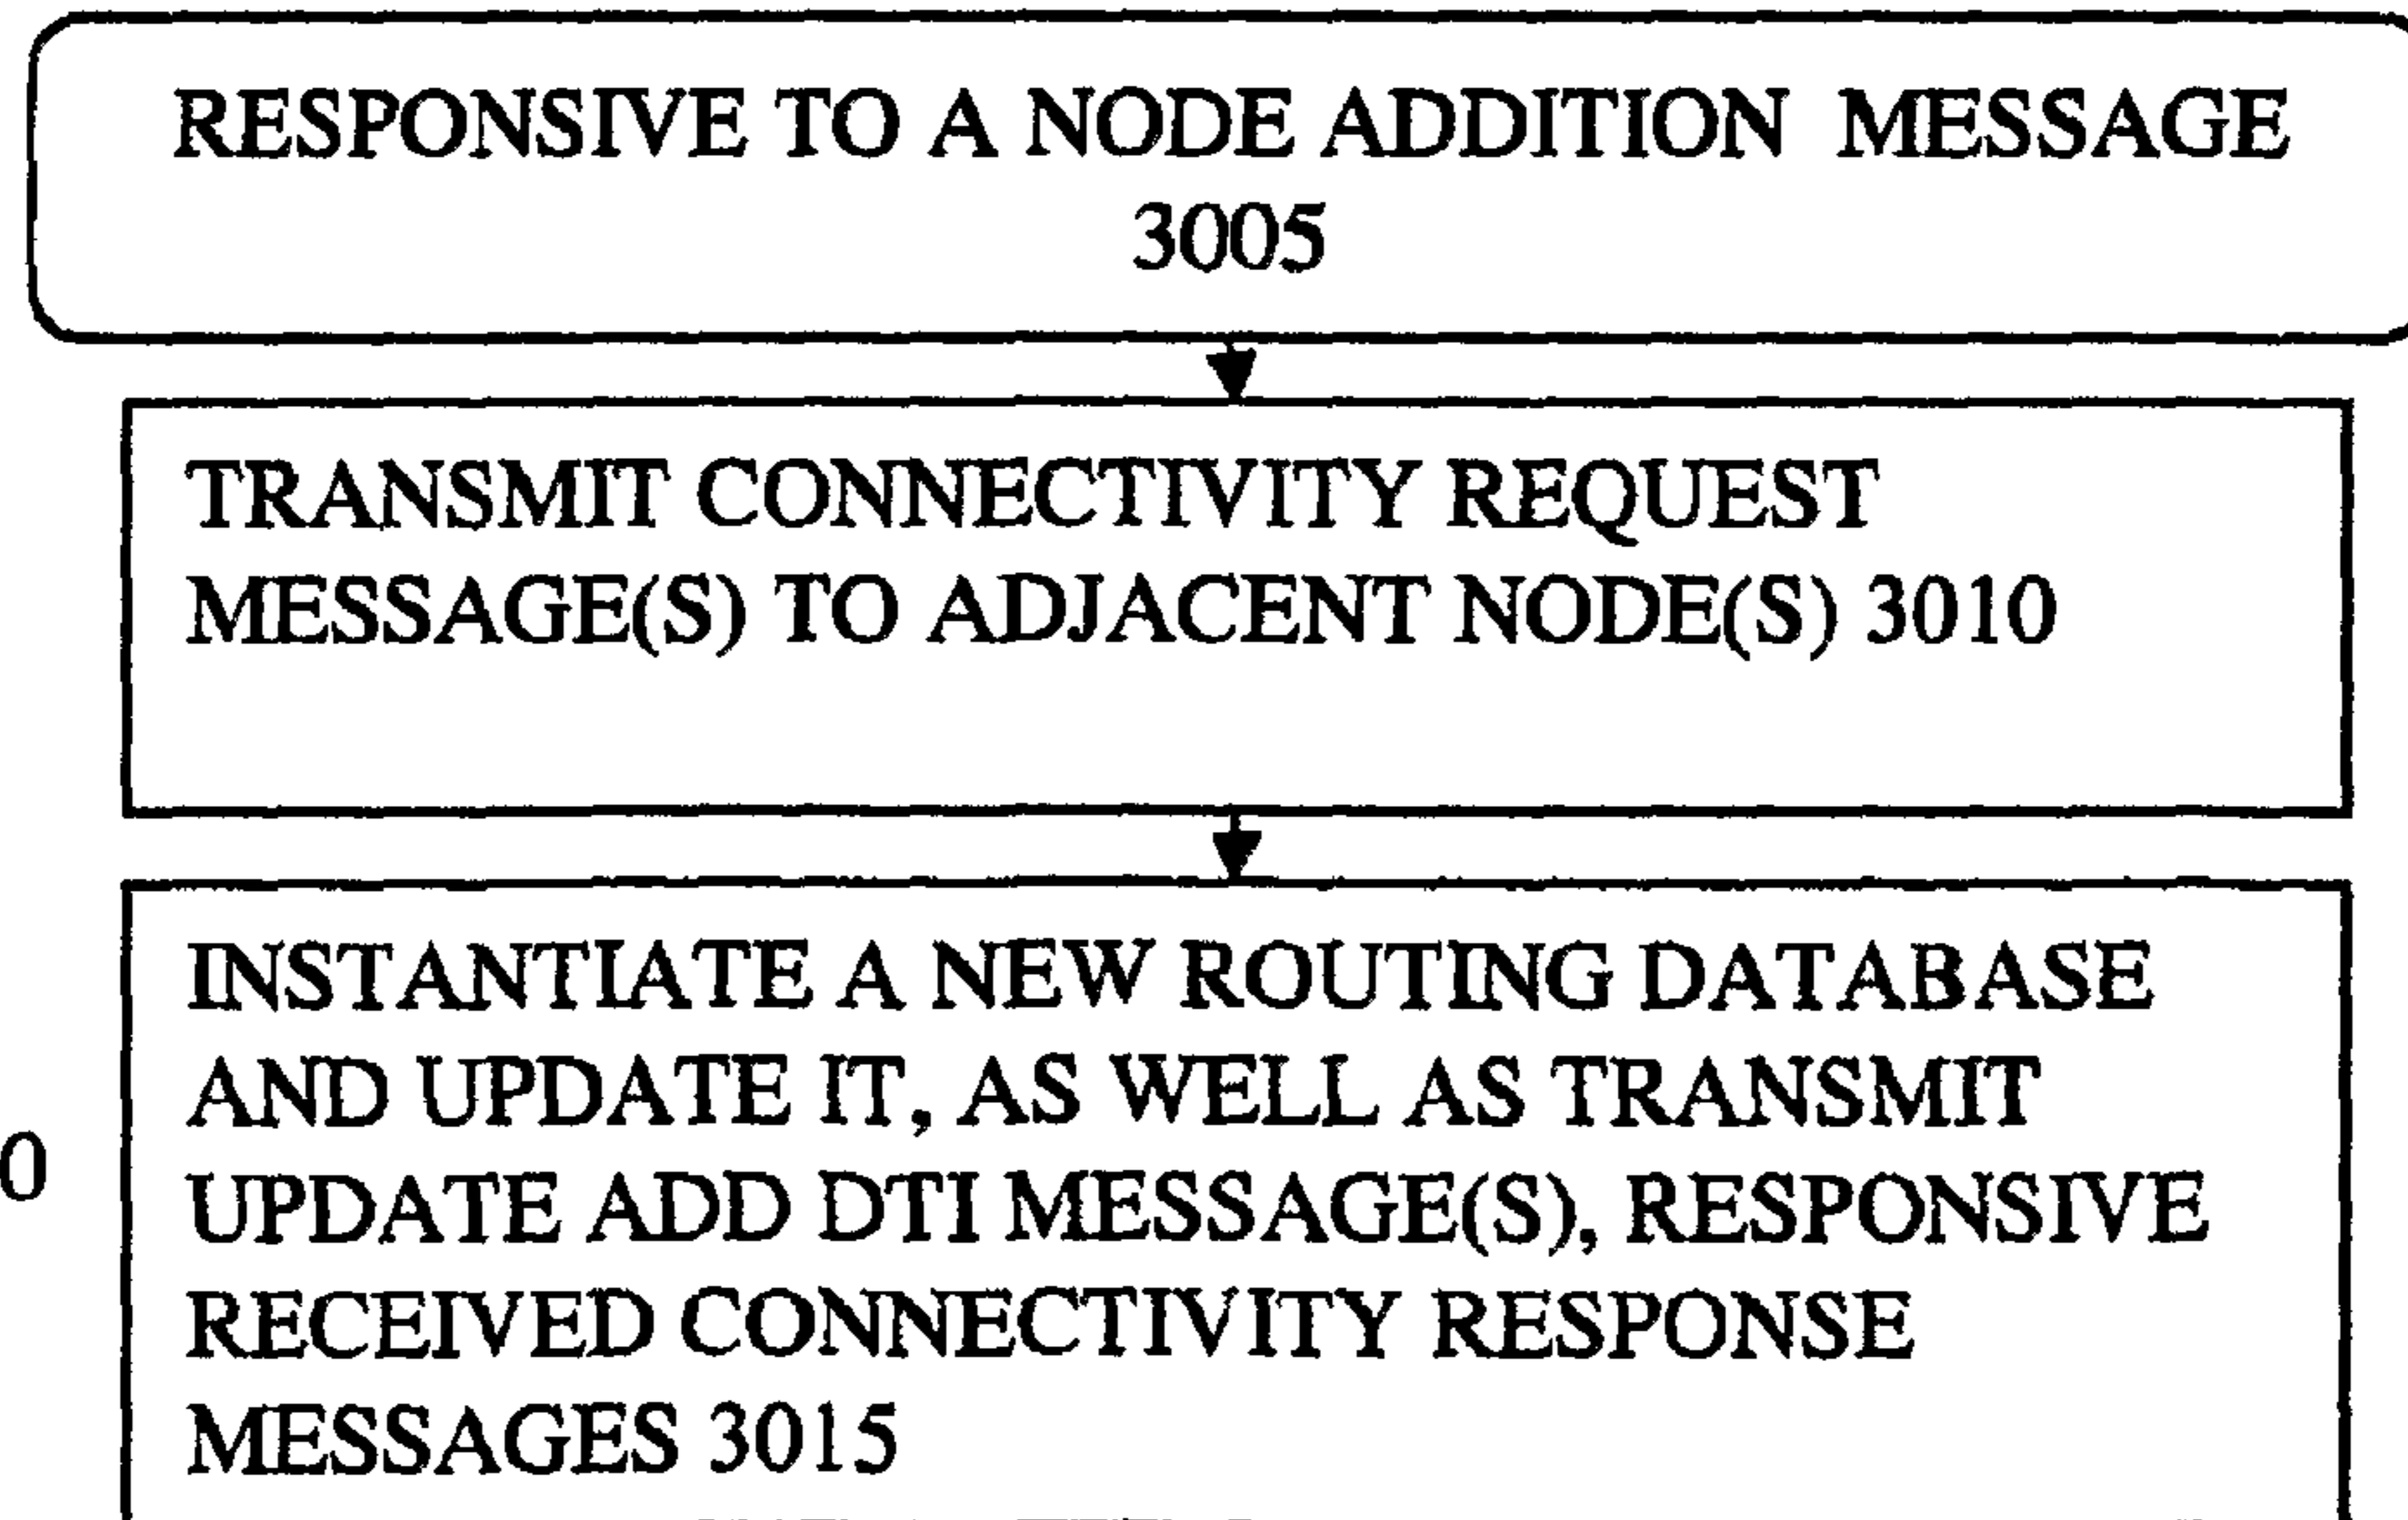 RESPONSIVE TO A NODE ADDITION MESSAGE
3005
TRANSMIT CONNECTIVITY REQUEST
MESSAGE(S) TO ADJACENT NODE(S) 3010
INSTANTIATE A NEW ROUTING DATABASE
AND UPDATE IT, AS WELL AS TRANSMIT
UPDATE ADD DTI MESSAGE(S), RESPONSIVE
RECEIVED CONNECTIVITY RESPONSE
MESSAGES 3015
0